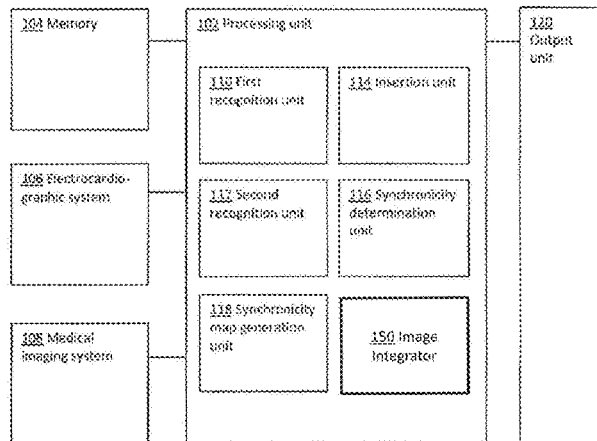 104 Memory
102 Processing unit
120
Output
unit
110 First
recognition unit
114 Insertion unit
106 Electrocardio-
graphic system
112 Second
recognition unit
116 Synchronicity
determination
unit
118 Synchronicity
map generation
unit
150 Image
Integrator
108 Medical
imaging system